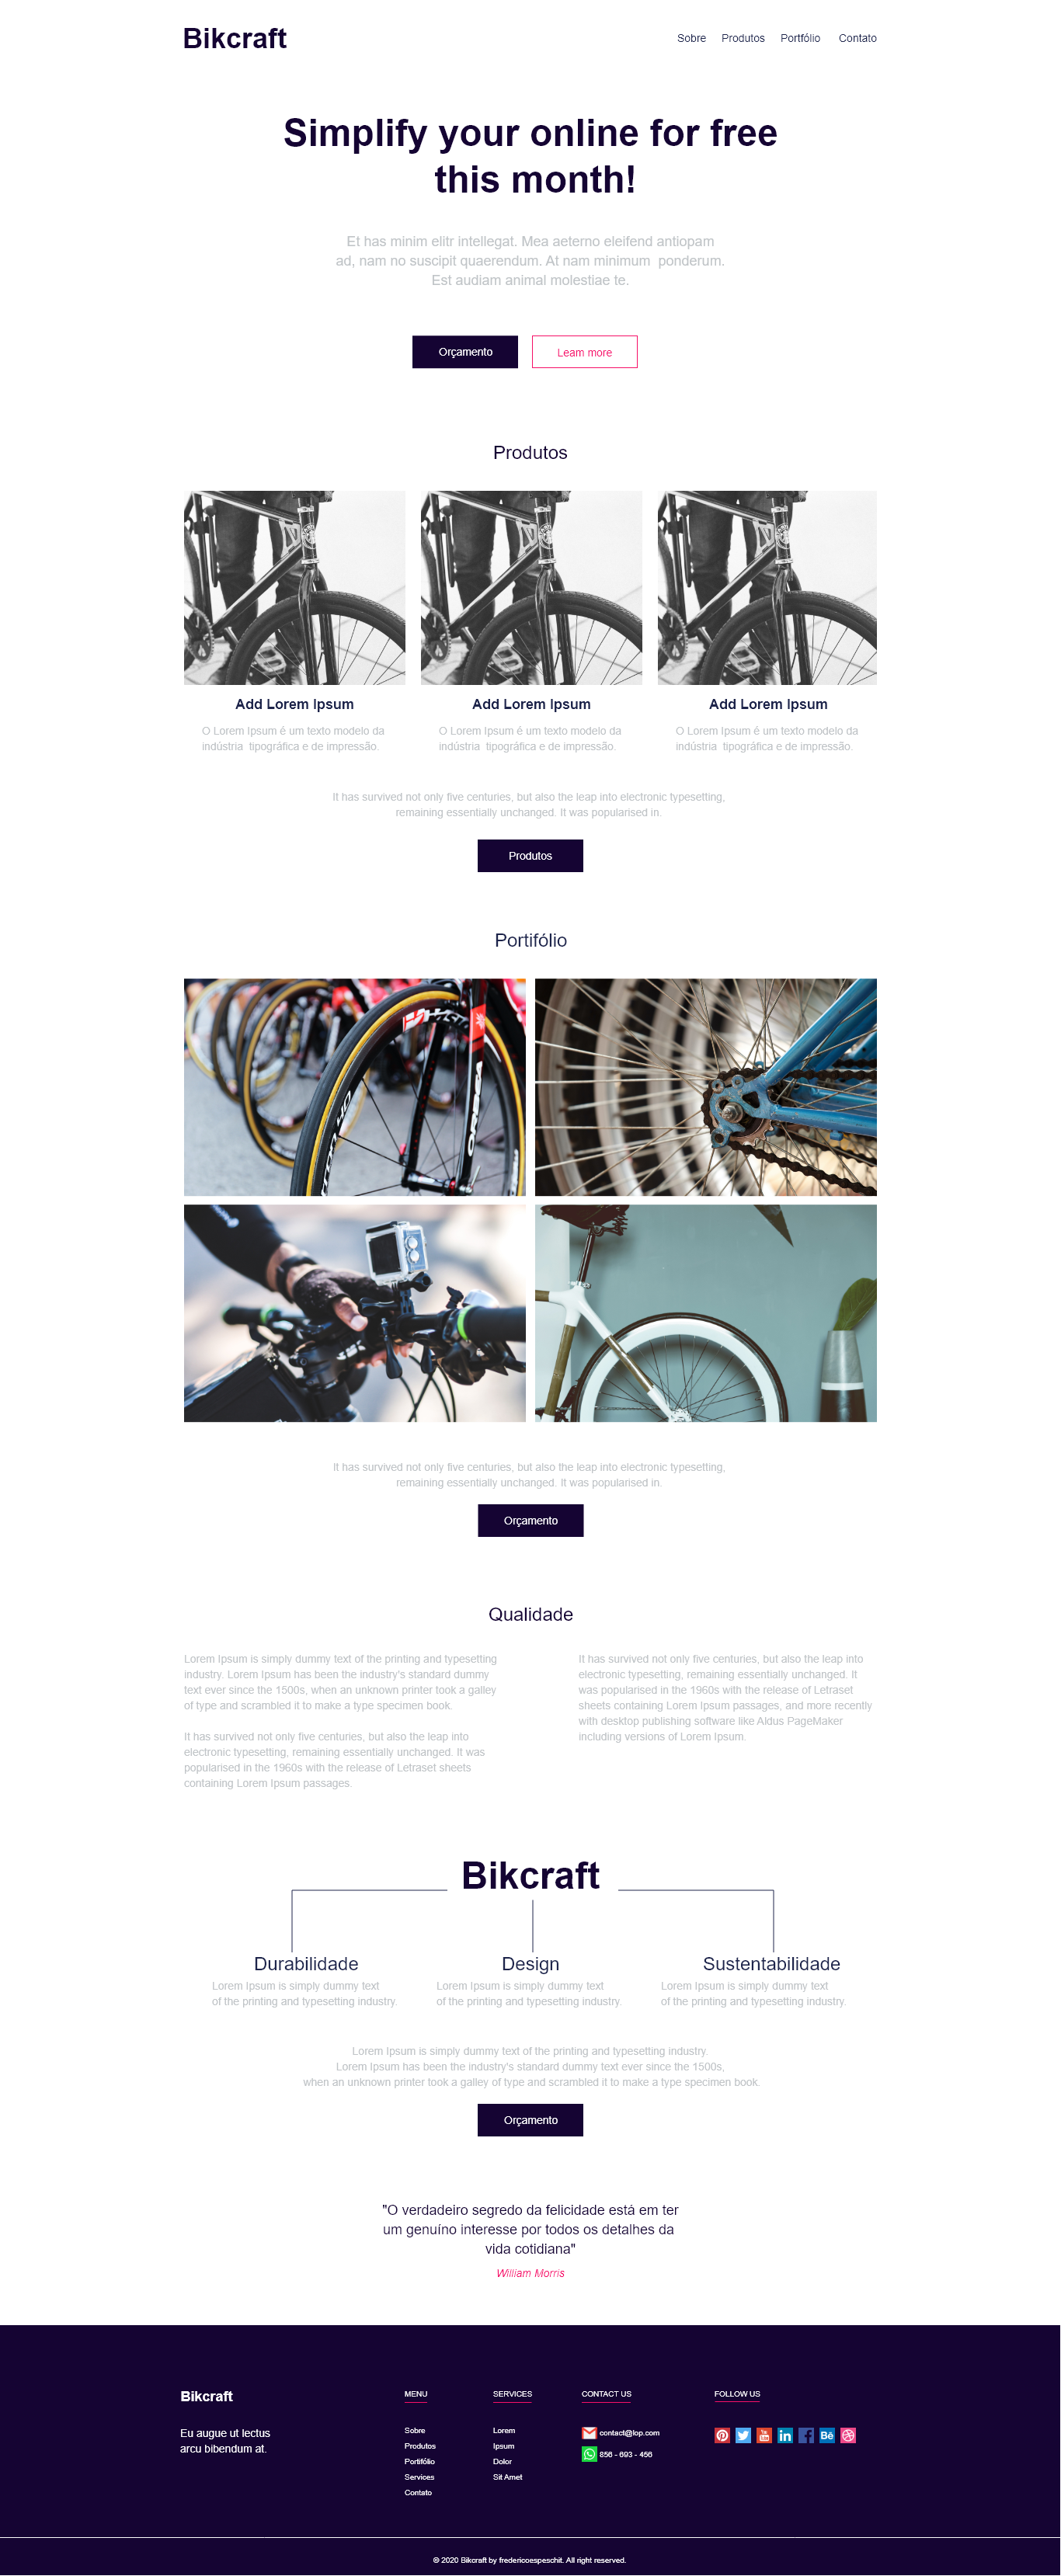 Bikcraft
Sobre Produtos Portfólio Contato
Simplify your online for free
this month!
Et has minim elitr intellegat. Mea aeterno eleifend antiopam
ad, nam no suscipit quaerendum. At nam minimum ponderum.
Est audiam animal molestiae te.
Orçamento
Leam more
Produtos
Add Lorem Ipsum
O Lorem Ipsum é um texto modelo da
indústria tipográfica e de impressão.
Add Lorem Ipsum
O Lorem Ipsum é um texto modelo da
indústria tipográfica e de impressão.
Add Lorem Ipsum
O Lorem Ipsum é um texto modelo da
indústria tipográfica e de impressão.
It has survived not only five centuries, but also the leap into electronic typesetting,
remaining essentially unchanged. It was popularised in.
Produtos
Portifólio
It has survived not only five centuries, but also the leap into electronic typesetting,
remaining essentially unchanged. It was popularised in.
Orçamento
Qualidade
Lorem Ipsum is simply dummy text of the printing and typesetting
industry. Lorem Ipsum has been the industry's standard dummy
text ever since the 1500s, when an unknown printer took a galley
of type and scrambled it to make a type specimen book.
It has survived not only five centuries, but also the leap into
electronic typesetting, remaining essentially unchanged. It was
popularised in the 1960s with the release of Letraset sheets
containing Lorem Ipsum passages.
It has survived not only five centuries, but also the leap into
electronic typesetting, remaining essentially unchanged. It
was popularised in the 1960s with the release of Letraset
sheets containing Lorem Ipsum passages, and more recently
with desktop publishing software like Aldus PageMaker
including versions of Lorem Ipsum.
Bikcraft
Durabilidade
Lorem Ipsum is simply dummy text
of the printing and typesetting industry.
Design
Lorem Ipsum is simply dummy text
of the printing and typesetting industry.
Sustentabilidade
Lorem Ipsum is simply dummy text
of the printing and typesetting industry.
Lorem Ipsum is simply dummy text of the printing and typesetting industry.
Lorem Ipsum has been the industry's standard dummy text ever since the 1500s,
when an unknown printer took a galley of type and scrambled it to make a type specimen book.
Orçamento
"O verdadeiro segredo da felicidade está em ter
um genuíno interesse por todos os detalhes da
vida cotidiana"
William Morris
Bikcraft
Eu augue ut lectus
arcu bibendum at.
MENU
Sobre
Produtos
Portifólio
Services
Contato
SERVICES
Lorem
Ipsum
Dolor
Sit Amet
CONTACT US
contact@lop.com
856 - 693 - 456
FOLLOW US
© 2020 Bikcraft by fredericoespeschit. All right reserved.